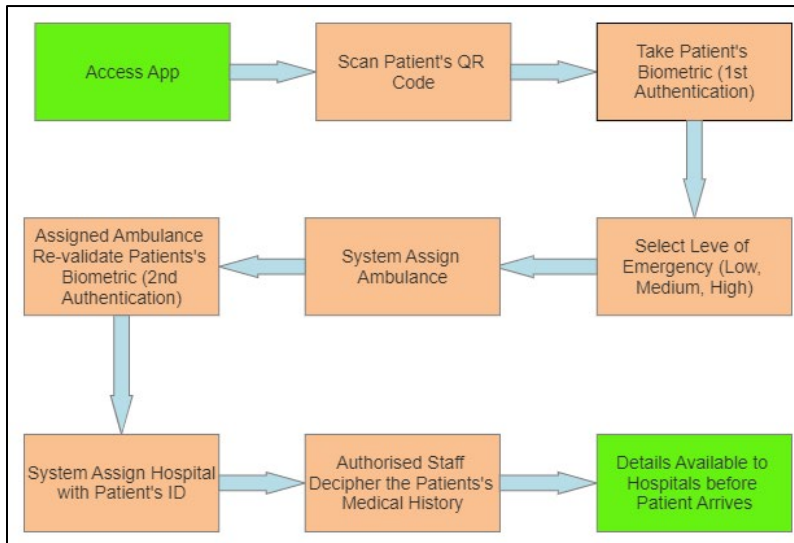 Access App
Scan Patient's QR
Code
Take Patient's
Biometric (1st
Authentication)
Assigned Ambulance
Re-validate Patients's
Biometric (2nd
Authentication)
System Assign
Ambulance
Select Leve of
Emergency (Low,
Medium, High)
System Assign Hospital
with Patient's ID
Authorised Staff
Decipher the Patients's
Medical History
Details Available to
Hospitals before
Patient Arrives